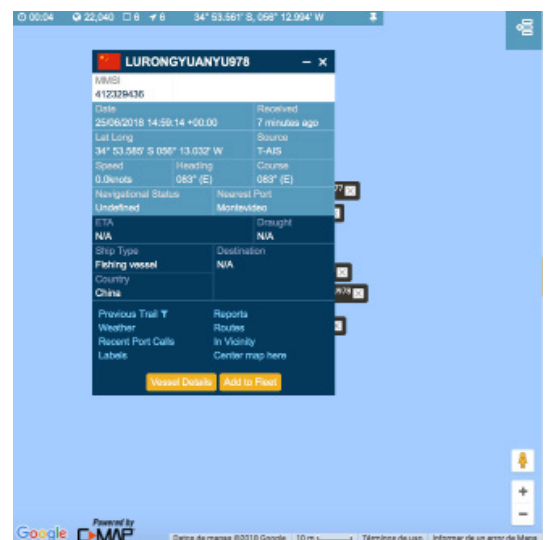 00:04 22,040 6 6 34° 53.561' S, 056° 12.994' W
LURONGYUANYU978
MMSI
412329436
Date Received
25/06/2018 14:59:14 +00:00 7 minutes ago
Lat Long Source
34° 53.585' S 056° 13.032' W T-AIS
Speed Heading Course
0.0knots 083° (E) 083° (E)
Navigational Status Nearest Port
Undefined Montevideo
ETA Draught
N/A N/A
Ship Type Destination
Fishing vessel N/A
Country
China
Previous Trail Reports
Weather Routes
Recent Port Calls In Vicinity
Labels Center map here
Vessel Details Add to Fleet
77
978
Powered by
Google C-MAP Datos de mapas ©2018 Google 10 m Términos de uso Informar de un error de Maps